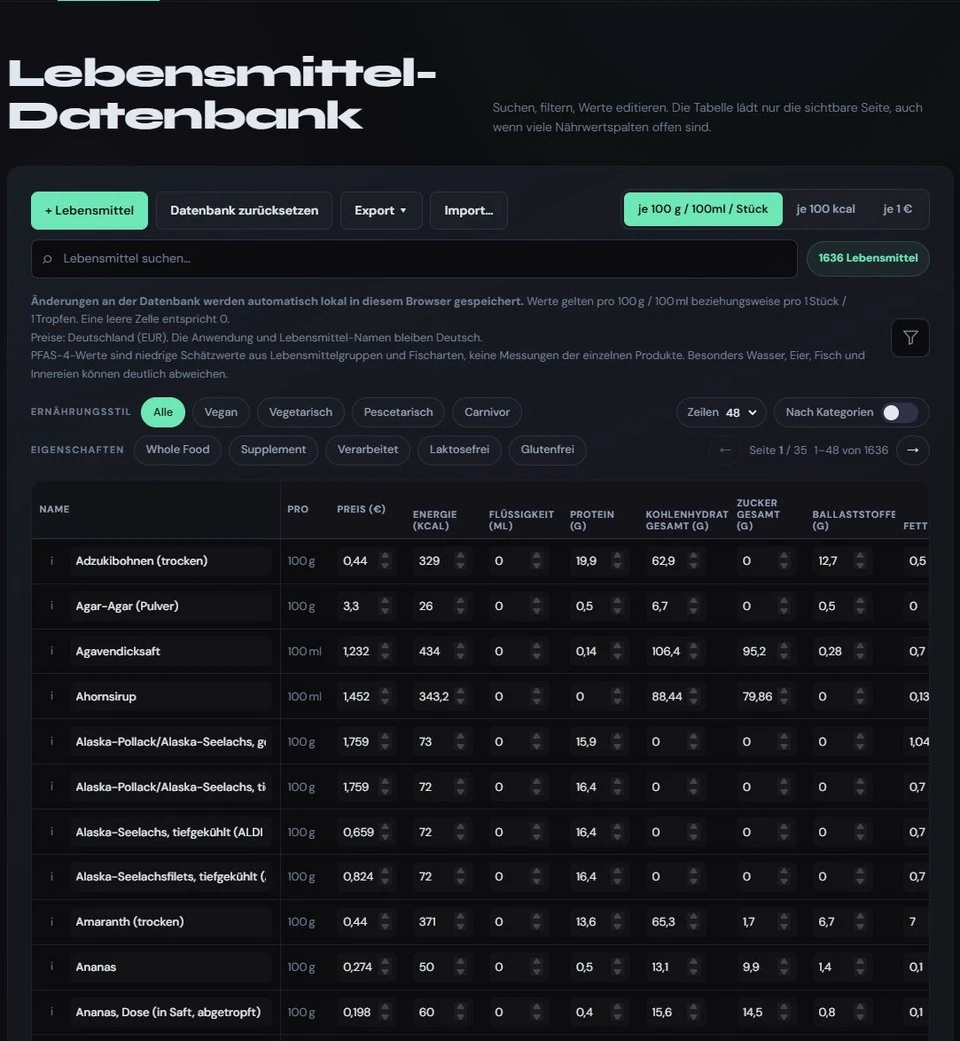 Lebensmittel-
Datenbank
Suchen, filtern, Werte editieren. Die Tabelle lädt nur die sichtbare Seite, auch
wenn viele Nährwertspalten offen sind.
+ Lebensmittel Datenbank zurücksetzen Export Import... je 100 g / 100ml / Stück je 100 kcal je 1 €
Lebensmittel suchen... 1636 Lebensmittel
Änderungen an der Datenbank werden automatisch lokal in diesem Browser gespeichert. Werte gelten pro 100 g / 100 ml beziehungsweise pro 1 Stück /
1 Tropfen. Eine leere Zelle entspricht 0.
Preise: Deutschland (EUR). Die Anwendung und Lebensmittel-Namen bleiben Deutsch.
PFAS-4-Werte sind niedrige Schätzwerte aus Lebensmittelgruppen und Fischarten, keine Messungen der einzelnen Produkte. Besonders Wasser, Eier, Fisch und
Innereien können deutlich abweichen.
ERNÄHRUNGSSTIL Alle Vegan Vegetarisch Pescetarisch Carnivor Zeilen 48 Nach Kategorien
EIGENSCHAFTEN Whole Food Supplement Verarbeitet Laktosefrei Glutenfrei ← Seite 1 / 35 1–48 von 1636 →
NAME PRO PREIS (€) ENERGIE (KCAL) FLÜSSIGKEIT (ML) PROTEIN (G) KOHLENHYDRAT GESAMT (G) ZUCKER GESAMT (G) BALLASTSTOFFE (G) FETT
i Adzukibohnen (trocken) 100 g 0,44 329 0 19,9 62,9 0 12,7 0,5
i Agar-Agar (Pulver) 100 g 3,3 26 0 0,5 6,7 0 0,5 0
i Agavendicksaft 100 ml 1,232 434 0 0,14 106,4 95,2 0,28 0,7
i Ahornsirup 100 ml 1,452 343,2 0 0 88,44 79,86 0 0,13
i Alaska-Pollack/Alaska-Seelachs, g 100 g 1,759 73 0 15,9 0 0 0 1,04
i Alaska-Pollack/Alaska-Seelachs, ti 100 g 1,759 72 0 16,4 0 0 0 0,7
i Alaska-Seelachs, tiefgekühlt (ALDI 100 g 0,659 72 0 16,4 0 0 0 0,7
i Alaska-Seelachsfilets, tiefgekühlt ( 100 g 0,824 72 0 16,4 0 0 0 0,7
i Amaranth (trocken) 100 g 0,44 371 0 13,6 65,3 1,7 6,7 7
i Ananas 100 g 0,274 50 0 0,5 13,1 9,9 1,4 0,1
i Ananas, Dose (in Saft, abgetropft) 100 g 0,198 60 0 0,4 15,6 14,5 0,8 0,1